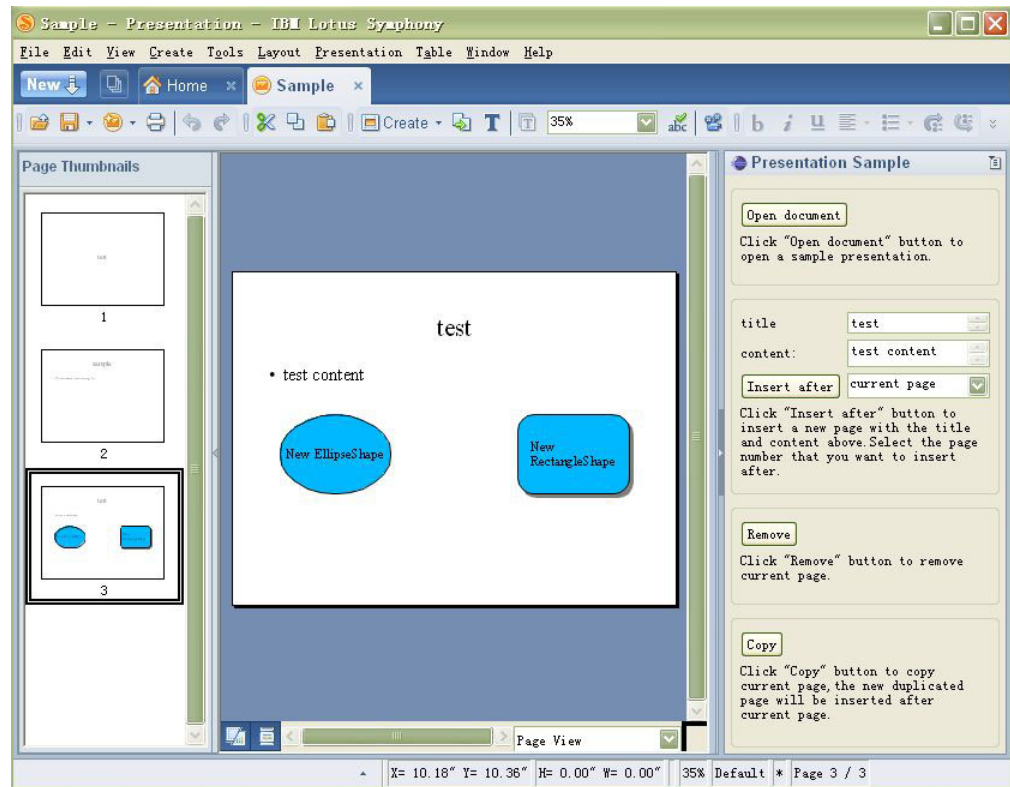 Sample - Presentation - IBM Lotus Symphony
File Edit View Create Tools Layout Presentation Table Window Help
New Home Sample
Create T 35% abc b i u
Page Thumbnails
test
1
sample
2
test
3
test
• test content
New EllipseShape
New
RectangleShape
Page View
Presentation Sample
Open document
Click "Open document" button to
open a sample presentation.
title test
content: test content
Insert after current page
Click "Insert after" button to
insert a new page with the title
and content above.Select the page
number that you want to insert
after.
Remove
Click "Remove" button to remove
current page.
Copy
Click "Copy" button to copy
current page, the new duplicated
page will be inserted after
current page.
X= 10.18" Y= 10.36" H= 0.00" W= 0.00" 35% Default * Page 3 / 3